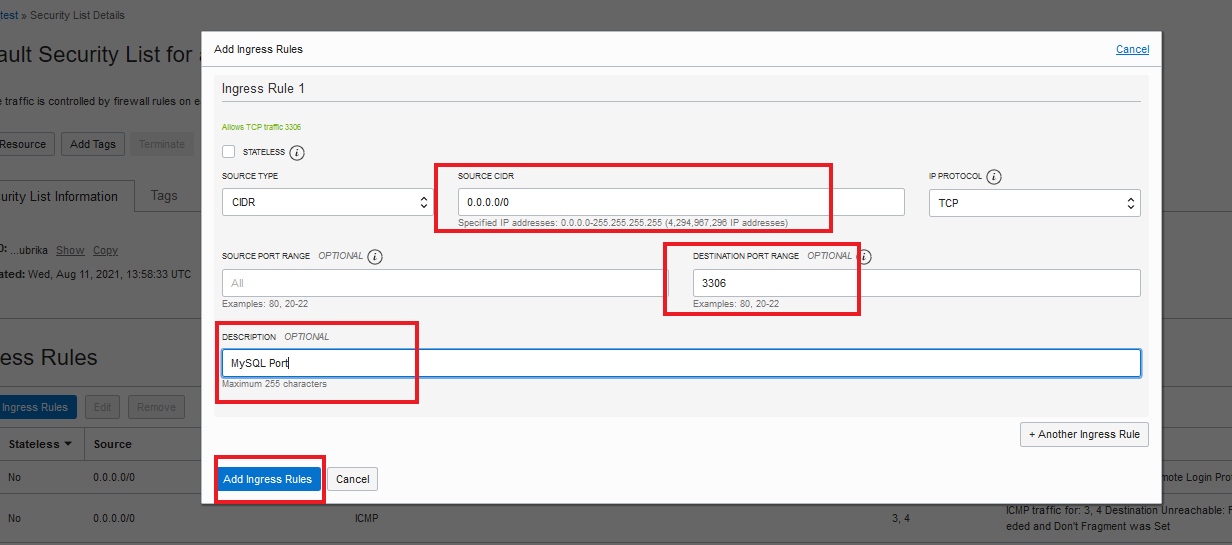 test » Security List Details
ault Security List for
Add Ingress Rules
Cancel
Ingress Rule 1
e traffic is controlled by firewall rules on e
Allows TCP traffic 3306
Resource
Add Tags
Terminate
STATELESS i
SOURCE TYPE
SOURCE CIDR
IP PROTOCOL i
CIDR
0.0.0.0/0
TCP
urity List Information
Tags
Specified IP addresses: 0.0.0.0-255.255.255.255 (4,294,967,296 IP addresses)
D: ...ubrika Show Copy
SOURCE PORT RANGE OPTIONAL i
DESTINATION PORT RANGE OPTIONAL i
ated: Wed, Aug 11, 2021, 13:58:33 UTC
All
3306
Examples: 80, 20-22
Examples: 80, 20-22
DESCRIPTION OPTIONAL
ess Rules
MySQL Port
Maximum 255 characters
Ingress Rules
Edit
Remove
+ Another Ingress Rule
Stateless
Source
Add Ingress Rules
Cancel
No
0.0.0.0/0
mote Login Prot
No
0.0.0.0/0
ICMP
3, 4
ICMP traffic for: 3, 4 Destination Unreachable: F
eded and Don't Fragment was Set